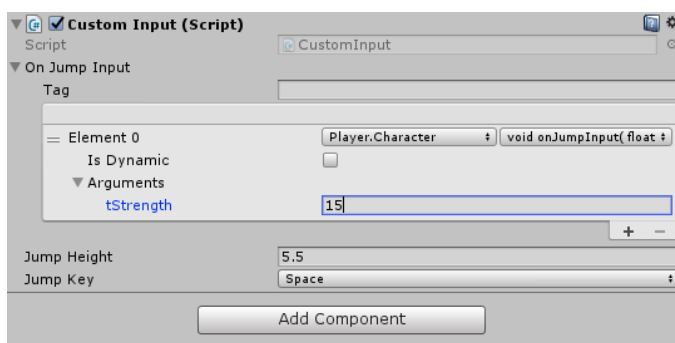 Custom Input (Script)
Script CustomInput
On Jump Input
Tag
Element 0 Player.Character void onJumpInput( float
Is Dynamic
Arguments
tStrength 15
+ −
Jump Height 5.5
Jump Key Space
Add Component